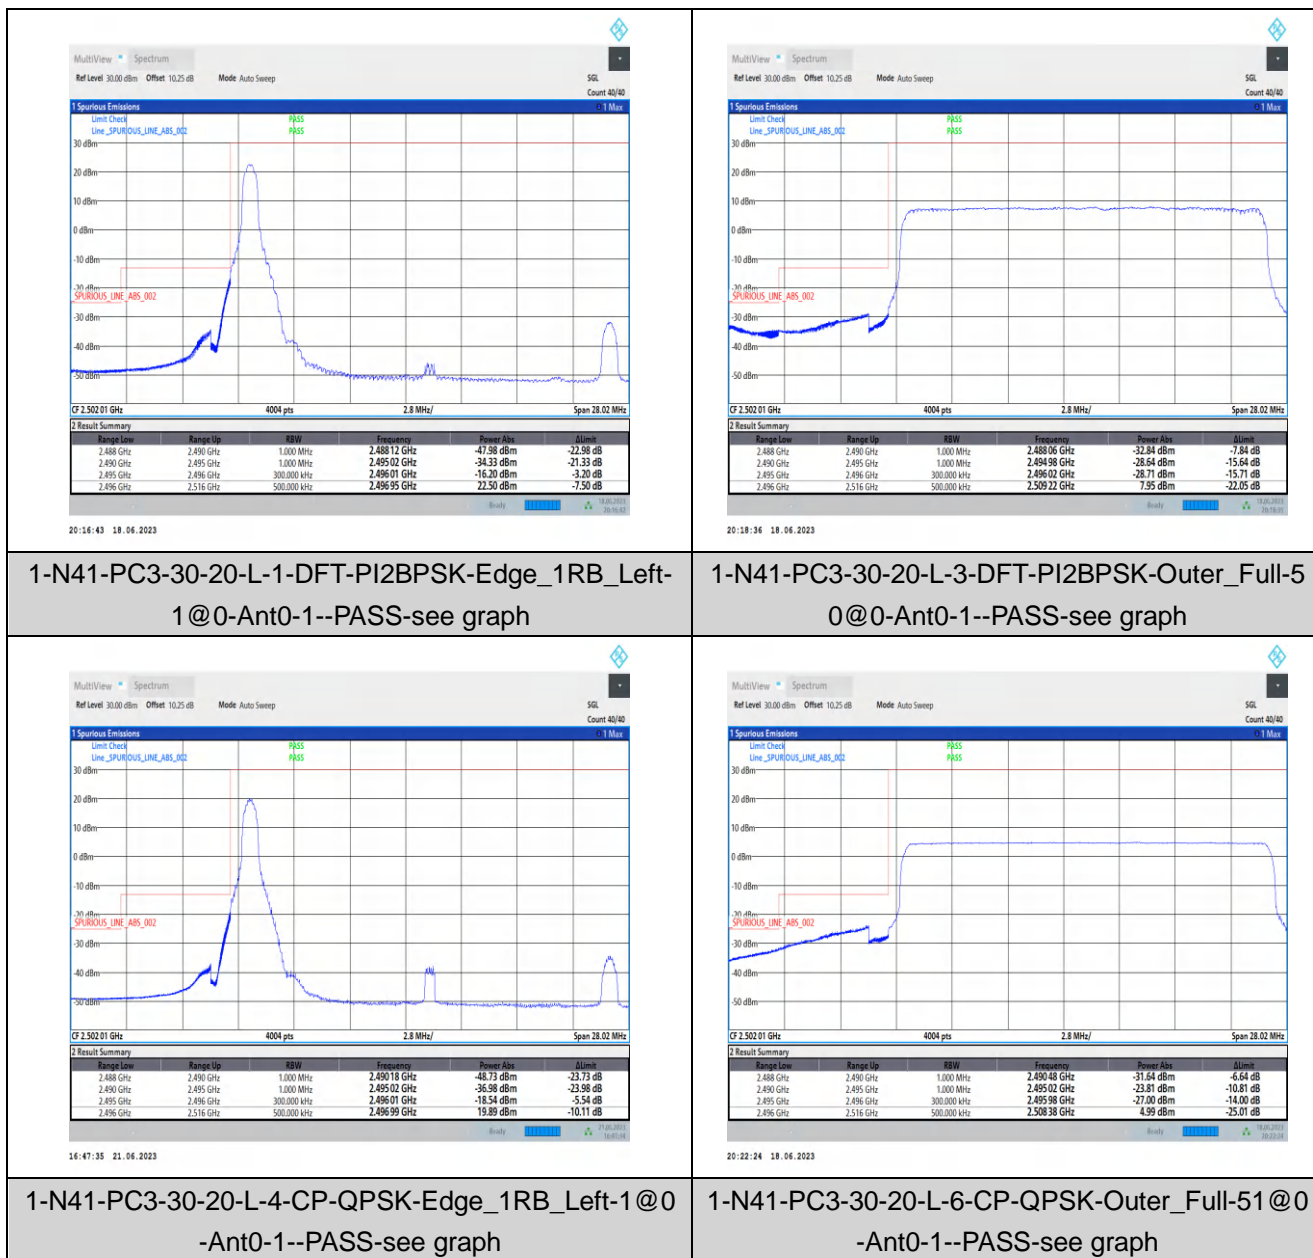 MultiView Spectrum
Ref Level 30.00 dBm Offset 10.25 dB Mode Auto Sweep SGL
Count 40/40
1 Spurious Emissions 1 Max
Limit Check PASS
Line _SPURIOUS_LINE_ABS_002 PASS
30 dBm
20 dBm
10 dBm
0 dBm
-10 dBm
-20 dBm
_SPURIOUS_LINE_ABS_002
-30 dBm
-40 dBm
-50 dBm
CF 2.502 01 GHz 4004 pts 2.8 MHz/ Span 28.02 MHz
2 Result Summary
Range Low Range Up RBW Frequency Power Abs ΔLimit
2.488 GHz 2.490 GHz 1.000 MHz 2.488 12 GHz -47.98 dBm -22.98 dB
2.490 GHz 2.495 GHz 1.000 MHz 2.495 02 GHz -34.33 dBm -21.33 dB
2.495 GHz 2.496 GHz 300.000 kHz 2.496 01 GHz -16.20 dBm -3.20 dB
2.496 GHz 2.516 GHz 500.000 kHz 2.496 95 GHz 22.50 dBm -7.50 dB
Ready 18.06.2023
20:16:42
20:16:43 18.06.2023
MultiView Spectrum
Ref Level 30.00 dBm Offset 10.25 dB Mode Auto Sweep SGL
Count 40/40
1 Spurious Emissions 1 Max
Limit Check PASS
Line _SPURIOUS_LINE_ABS_002 PASS
30 dBm
20 dBm
10 dBm
0 dBm
-10 dBm
-20 dBm
_SPURIOUS_LINE_ABS_002
-30 dBm
-40 dBm
-50 dBm
CF 2.502 01 GHz 4004 pts 2.8 MHz/ Span 28.02 MHz
2 Result Summary
Range Low Range Up RBW Frequency Power Abs ΔLimit
2.488 GHz 2.490 GHz 1.000 MHz 2.488 06 GHz -32.84 dBm -7.84 dB
2.490 GHz 2.495 GHz 1.000 MHz 2.494 98 GHz -28.64 dBm -15.64 dB
2.495 GHz 2.496 GHz 300.000 kHz 2.496 02 GHz -28.71 dBm -15.71 dB
2.496 GHz 2.516 GHz 500.000 kHz 2.509 22 GHz 7.95 dBm -22.05 dB
Ready 18.06.2023
20:18:36 18.06.2023
1-N41-PC3-30-20-L-1-DFT-PI2BPSK-Edge_1RB_Left-
1@0-Ant0-1--PASS-see graph
1-N41-PC3-30-20-L-3-DFT-PI2BPSK-Outer_Full-5
0@0-Ant0-1--PASS-see graph
MultiView Spectrum
Ref Level 30.00 dBm Offset 10.25 dB Mode Auto Sweep SGL
Count 40/40
1 Spurious Emissions 1 Max
Limit Check PASS
Line _SPURIOUS_LINE_ABS_002 PASS
30 dBm
20 dBm
10 dBm
0 dBm
-10 dBm
-20 dBm
_SPURIOUS_LINE_ABS_002
-30 dBm
-40 dBm
-50 dBm
CF 2.502 01 GHz 4004 pts 2.8 MHz/ Span 28.02 MHz
2 Result Summary
Range Low Range Up RBW Frequency Power Abs ΔLimit
2.488 GHz 2.490 GHz 1.000 MHz 2.490 18 GHz -48.73 dBm -23.73 dB
2.490 GHz 2.495 GHz 1.000 MHz 2.495 02 GHz -36.98 dBm -23.98 dB
2.495 GHz 2.496 GHz 300.000 kHz 2.496 01 GHz -18.54 dBm -5.54 dB
2.496 GHz 2.516 GHz 500.000 kHz 2.496 99 GHz 19.89 dBm -10.11 dB
Ready 21.06.2023
16:47:35 21.06.2023
MultiView Spectrum
Ref Level 30.00 dBm Offset 10.25 dB Mode Auto Sweep SGL
Count 40/40
1 Spurious Emissions 1 Max
Limit Check PASS
Line _SPURIOUS_LINE_ABS_002 PASS
30 dBm
20 dBm
10 dBm
0 dBm
-10 dBm
-20 dBm
_SPURIOUS_LINE_ABS_002
-30 dBm
-40 dBm
-50 dBm
CF 2.502 01 GHz 4004 pts 2.8 MHz/ Span 28.02 MHz
2 Result Summary
Range Low Range Up RBW Frequency Power Abs ΔLimit
2.488 GHz 2.490 GHz 1.000 MHz 2.490 48 GHz -31.64 dBm -6.64 dB
2.490 GHz 2.495 GHz 1.000 MHz 2.495 02 GHz -23.81 dBm -10.81 dB
2.495 GHz 2.496 GHz 300.000 kHz 2.495 98 GHz -27.00 dBm -14.00 dB
2.496 GHz 2.516 GHz 500.000 kHz 2.508 38 GHz 4.99 dBm -25.01 dB
Ready 18.06.2023
20:22:24
20:22:24 18.06.2023
1-N41-PC3-30-20-L-4-CP-QPSK-Edge_1RB_Left-1@0
-Ant0-1--PASS-see graph
1-N41-PC3-30-20-L-6-CP-QPSK-Outer_Full-51@0
-Ant0-1--PASS-see graph